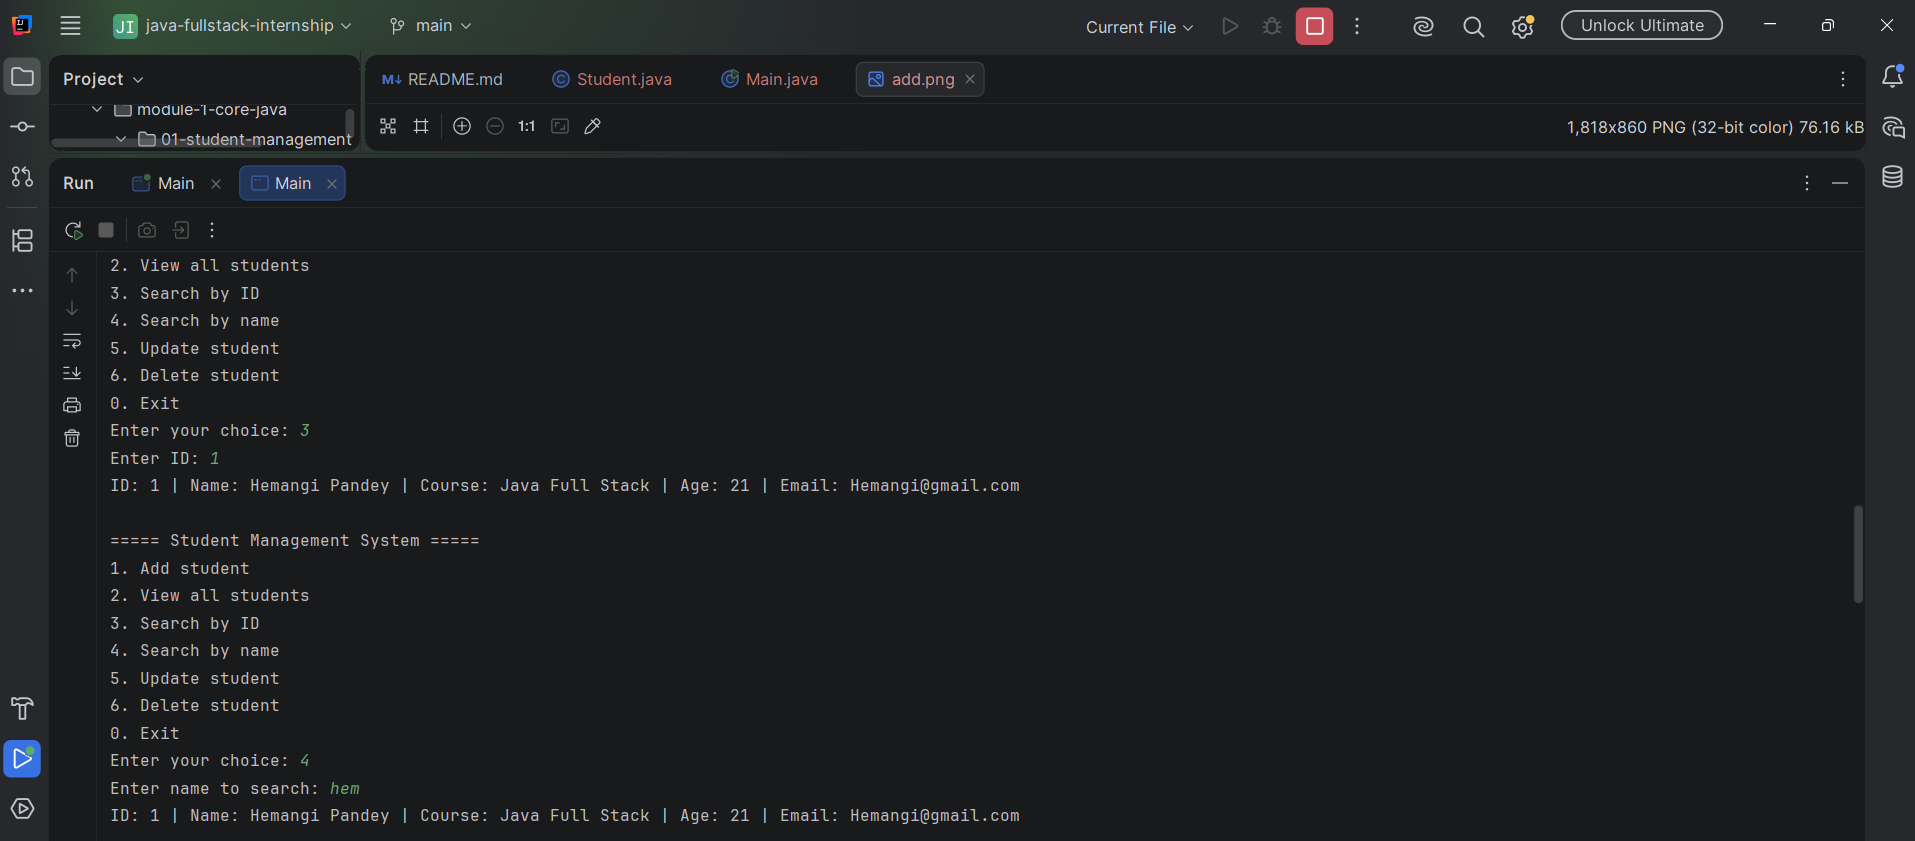 JI java-fullstack-internship main Current File Unlock Ultimate
Project
README.md Student.java Main.java add.png
module-1-core-java
01-student-management
1:1 1,818x860 PNG (32-bit color) 76.16 kB
Run Main Main
2. View all students
3. Search by ID
4. Search by name
5. Update student
6. Delete student
0. Exit
Enter your choice: 3
Enter ID: 1
ID: 1 | Name: Hemangi Pandey | Course: Java Full Stack | Age: 21 | Email: Hemangi@gmail.com
===== Student Management System =====
1. Add student
2. View all students
3. Search by ID
4. Search by name
5. Update student
6. Delete student
0. Exit
Enter your choice: 4
Enter name to search: hem
ID: 1 | Name: Hemangi Pandey | Course: Java Full Stack | Age: 21 | Email: Hemangi@gmail.com